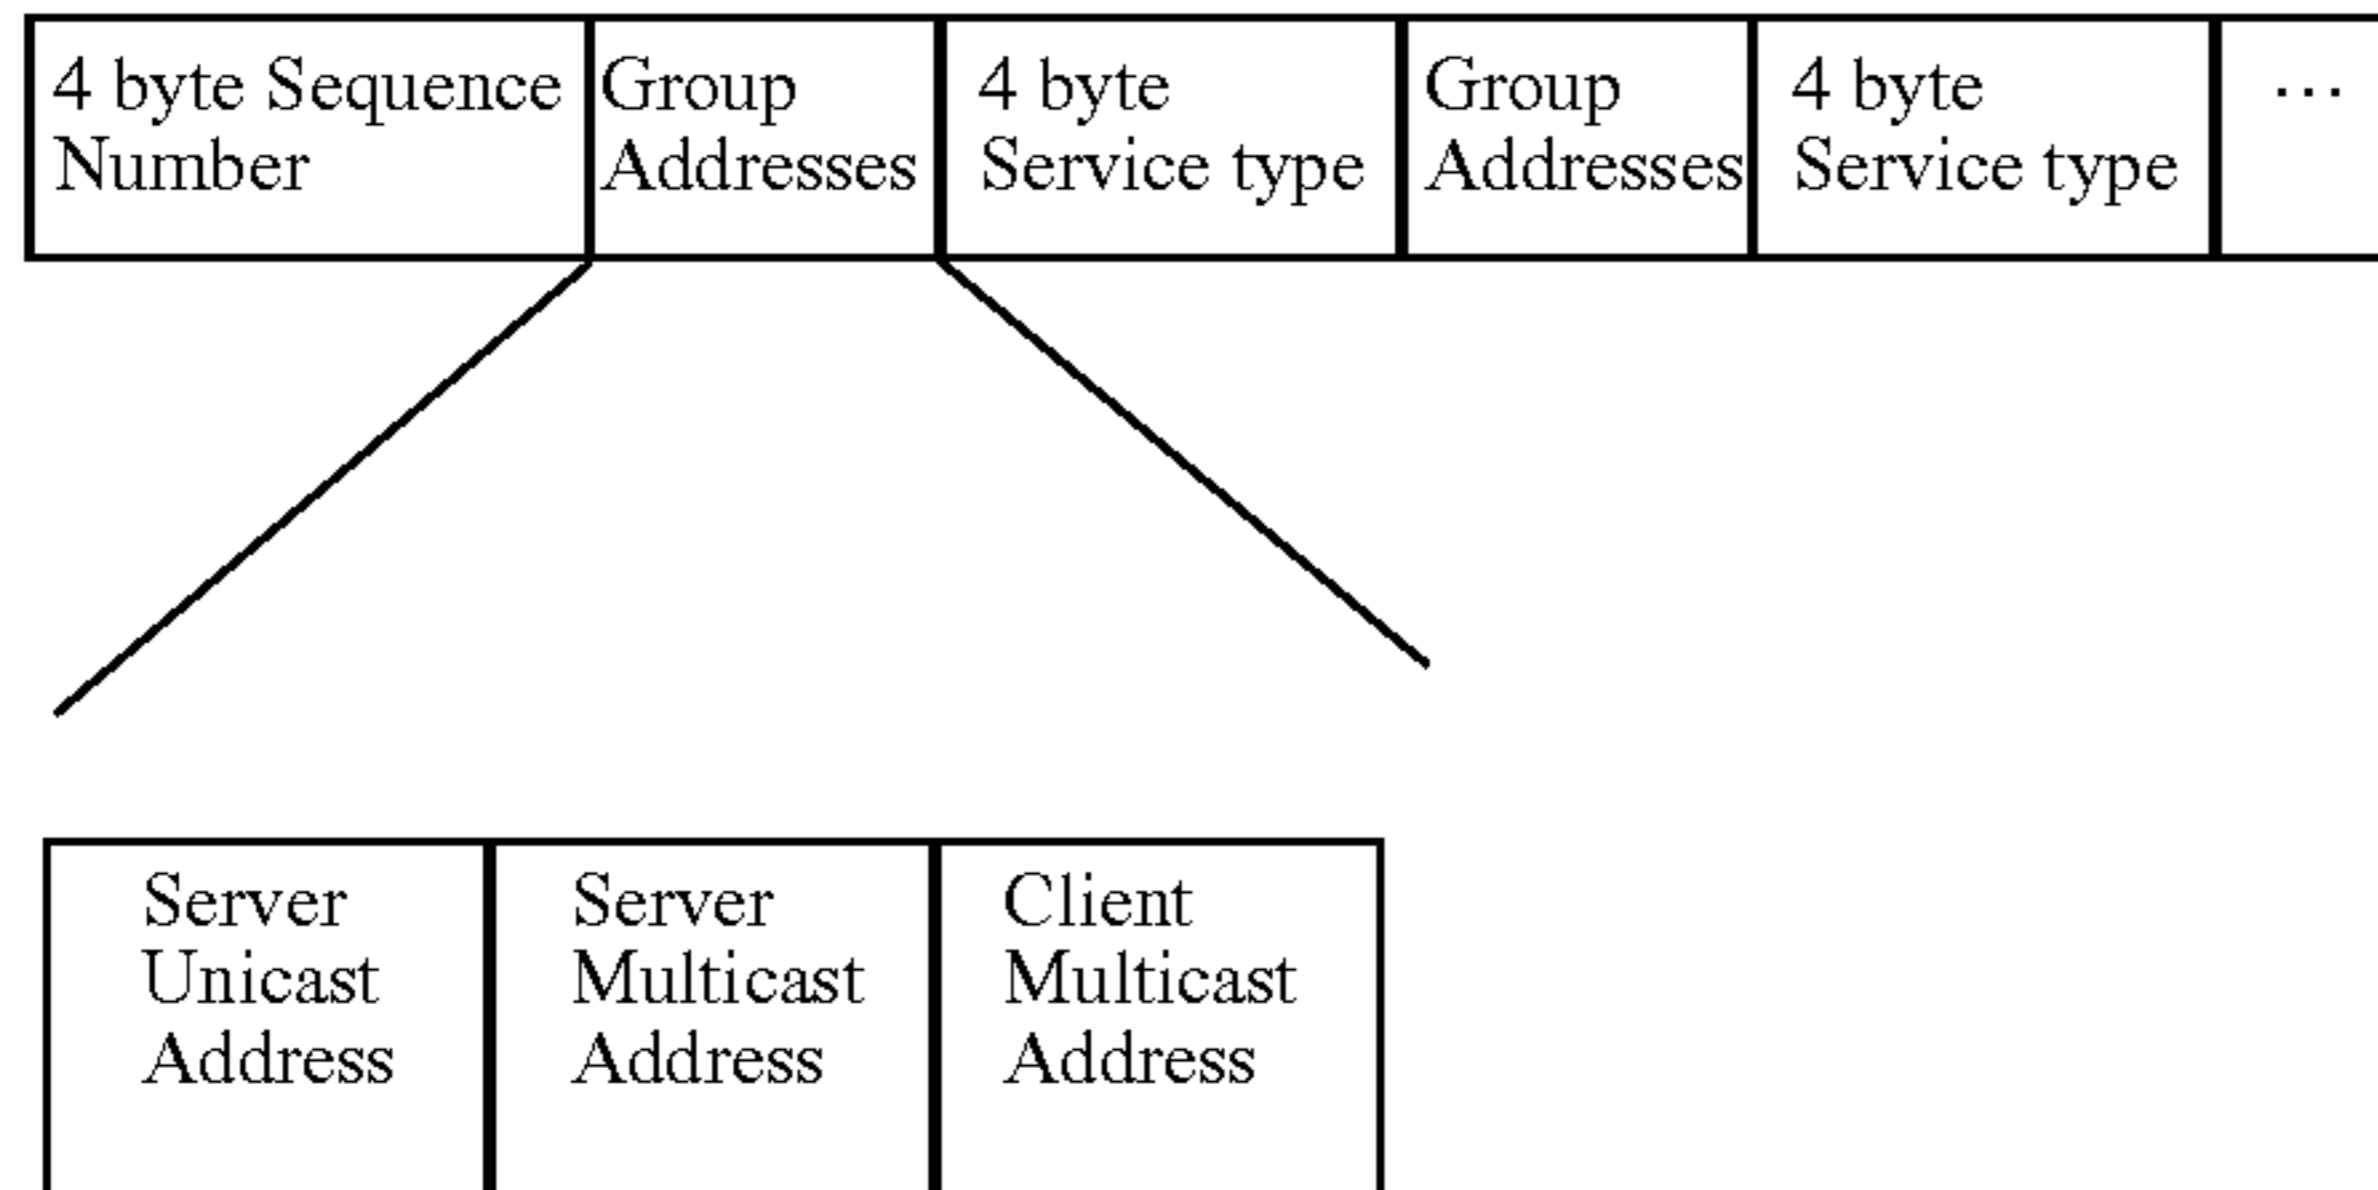 4 byte Sequence
Number
Group
Addresses
4 byte
Service type
Group
Addresses
4 byte
Service type
...
Server
Unicast
Address
Server
Multicast
Address
Client
Multicast
Address